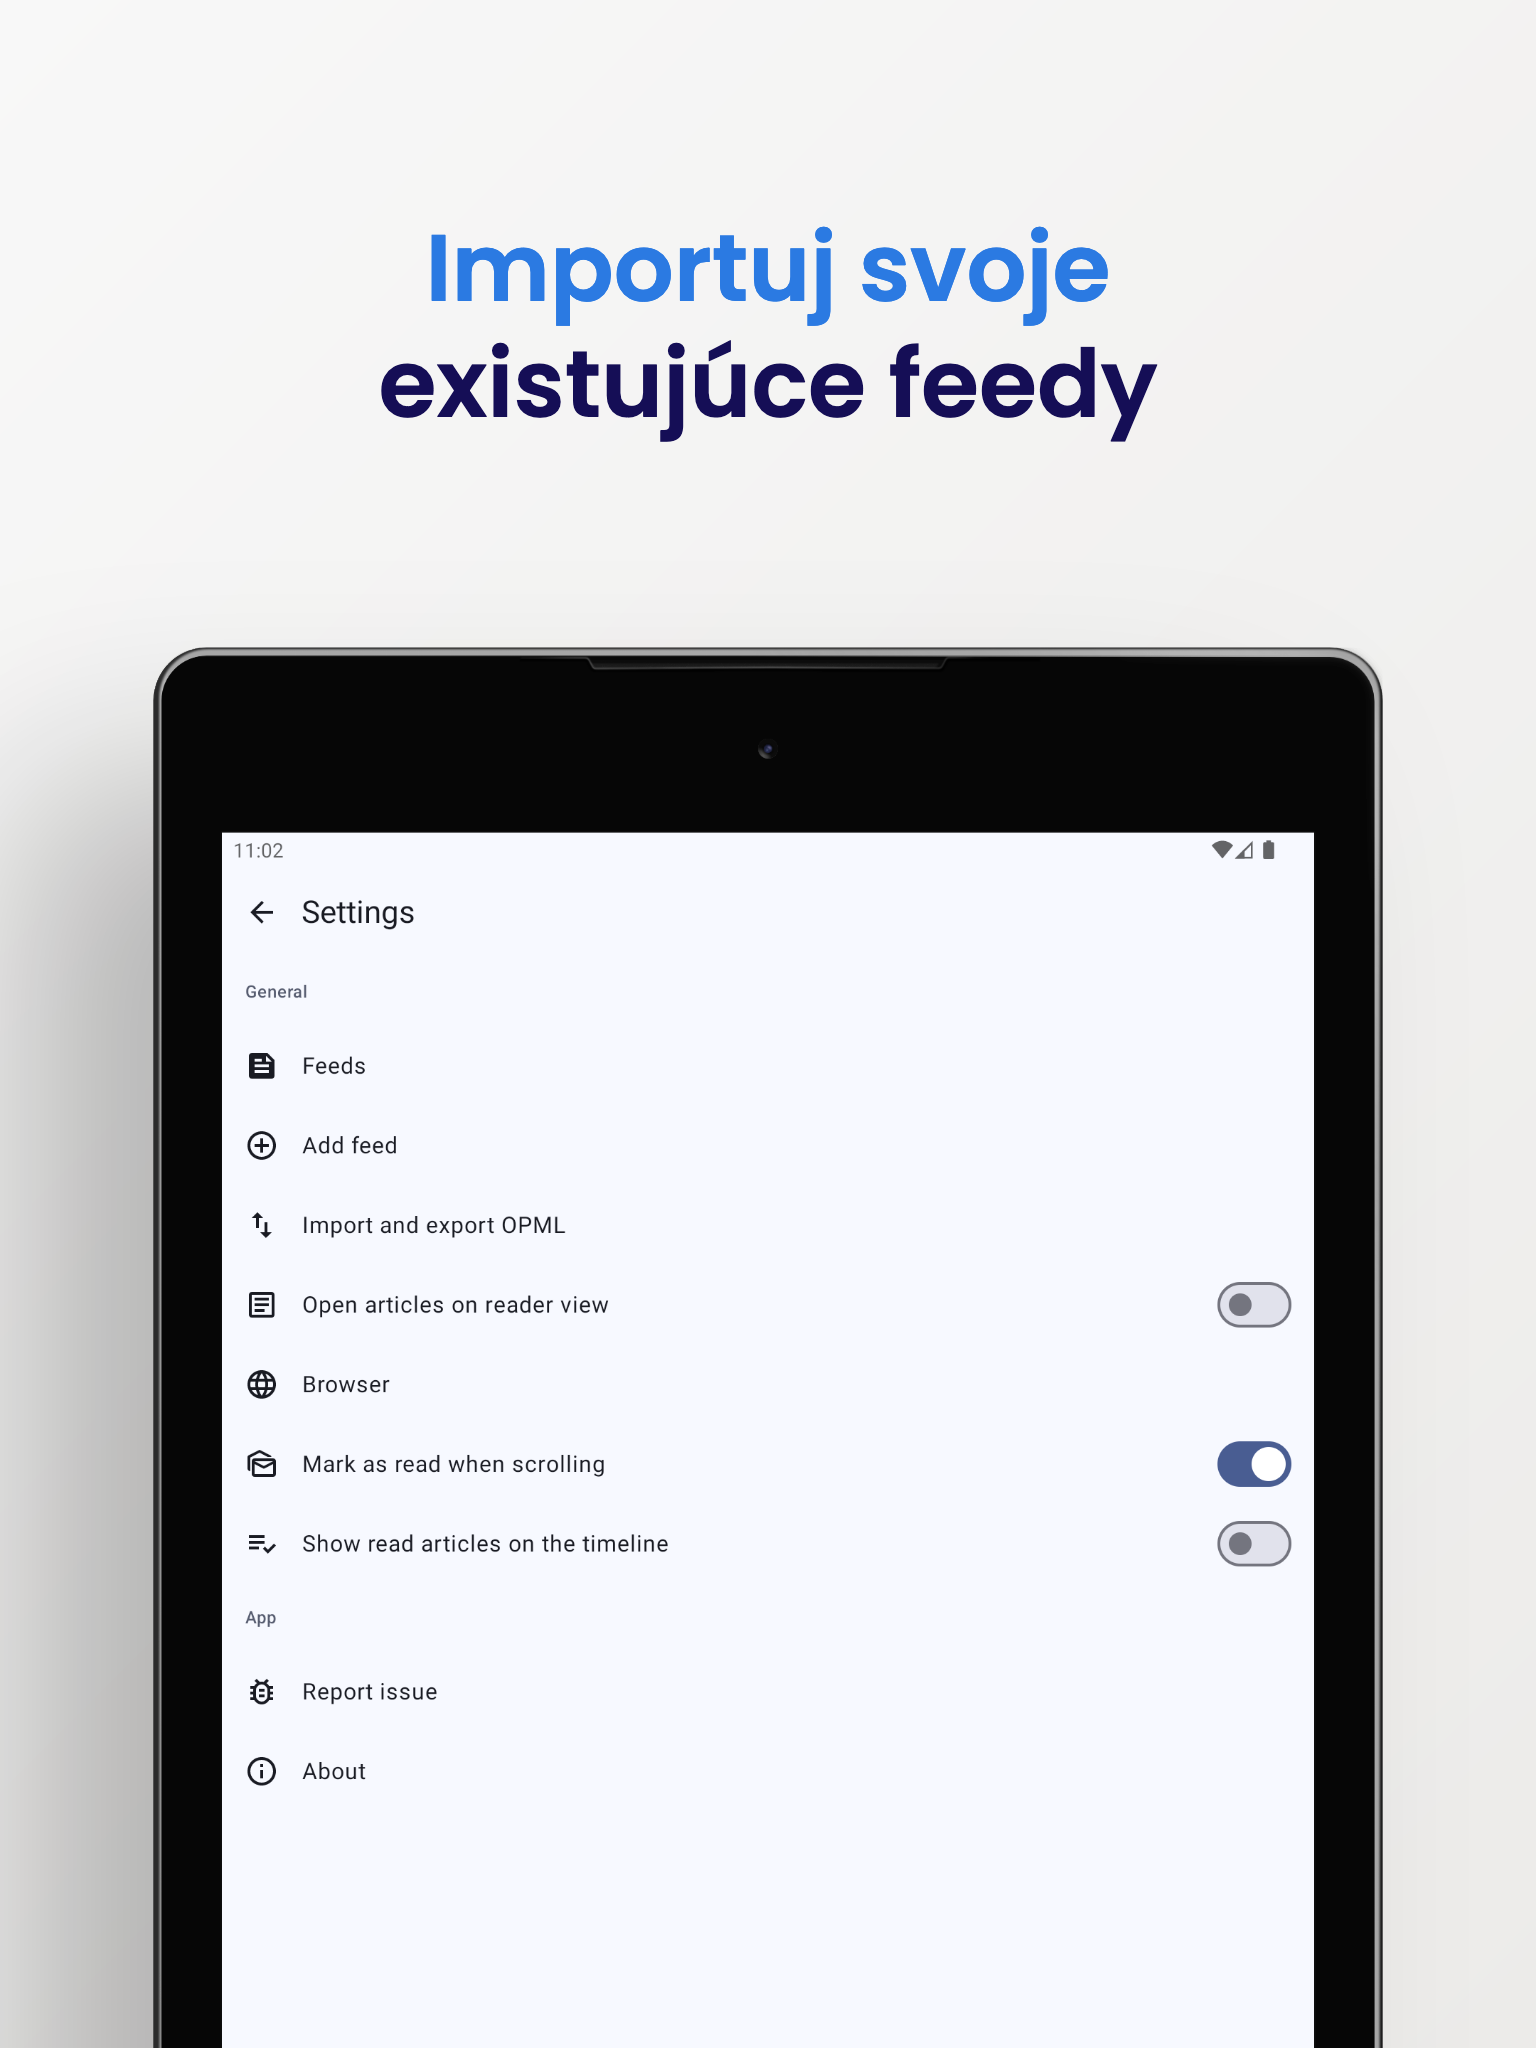 Importuj svoje
existujúce feedy
11:02
Settings
General
Feeds
Add feed
Import and export OPML
Open articles on reader view
Browser
Mark as read when scrolling
Show read articles on the timeline
App
Report issue
About